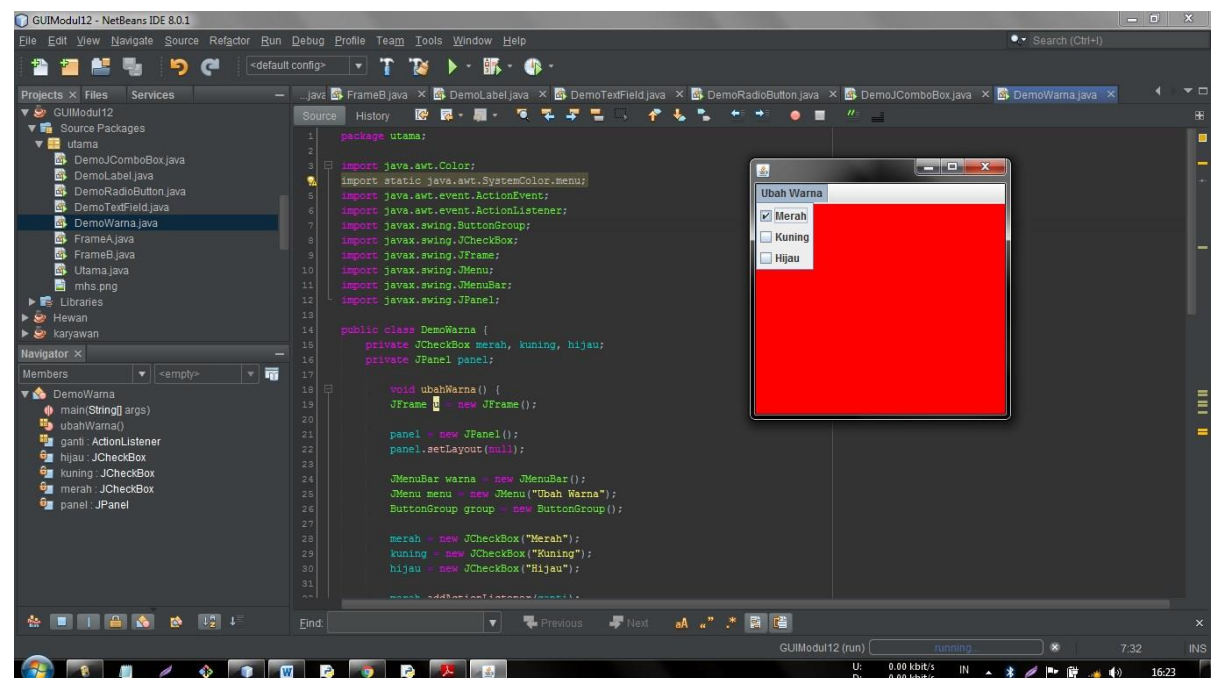 GUIModul12 - NetBeans IDE 8.0.1
File Edit View Navigate Source Refactor Run Debug Profile Team Tools Window Help
Search (Ctrl+I)
<default config>
Projects Files Services
GUIModul12
Source Packages
utama
DemoJComboBox.java
DemoLabel.java
DemoRadioButton.java
DemoTextField.java
DemoWarna.java
FrameA.java
FrameB.java
Utama.java
mhs.png
Libraries
Hewan
karyawan
Navigator
Members <empty>
DemoWarna
main(String[] args)
ubahWarna()
ganti : ActionListener
hijau : JCheckBox
kuning : JCheckBox
merah : JCheckBox
panel : JPanel
...java FrameB.java DemoLabel.java DemoTextField.java DemoRadioButton.java DemoJComboBox.java DemoWarna.java
Source History
1 package utama;
2
3 import java.awt.Color;
import static java.awt.SystemColor.menu;
5 import java.awt.event.ActionEvent;
6 import java.awt.event.ActionListener;
7 import javax.swing.ButtonGroup;
8 import javax.swing.JCheckBox;
9 import javax.swing.JFrame;
10 import javax.swing.JMenu;
11 import javax.swing.JMenuBar;
12 import javax.swing.JPanel;
13
14 public class DemoWarna {
15 private JCheckBox merah, kuning, hijau;
16 private JPanel panel;
17
18 void ubahWarna() {
19 JFrame u = new JFrame();
20
21 panel = new JPanel();
22 panel.setLayout(null);
23
24 JMenuBar warna = new JMenuBar();
25 JMenu menu = new JMenu("Ubah Warna");
26 ButtonGroup group = new ButtonGroup();
27
28 merah = new JCheckBox("Merah");
29 kuning = new JCheckBox("Kuning");
30 hijau = new JCheckBox("Hijau");
31
merah.addActionListener(ganti);
Ubah Warna
Merah
Kuning
Hijau
Find: Previous Next
GUIModul12 (run) running... 7:32 INS
U: 0.00 kbit/s
D: 0.00 kbit/s
IN
16:23